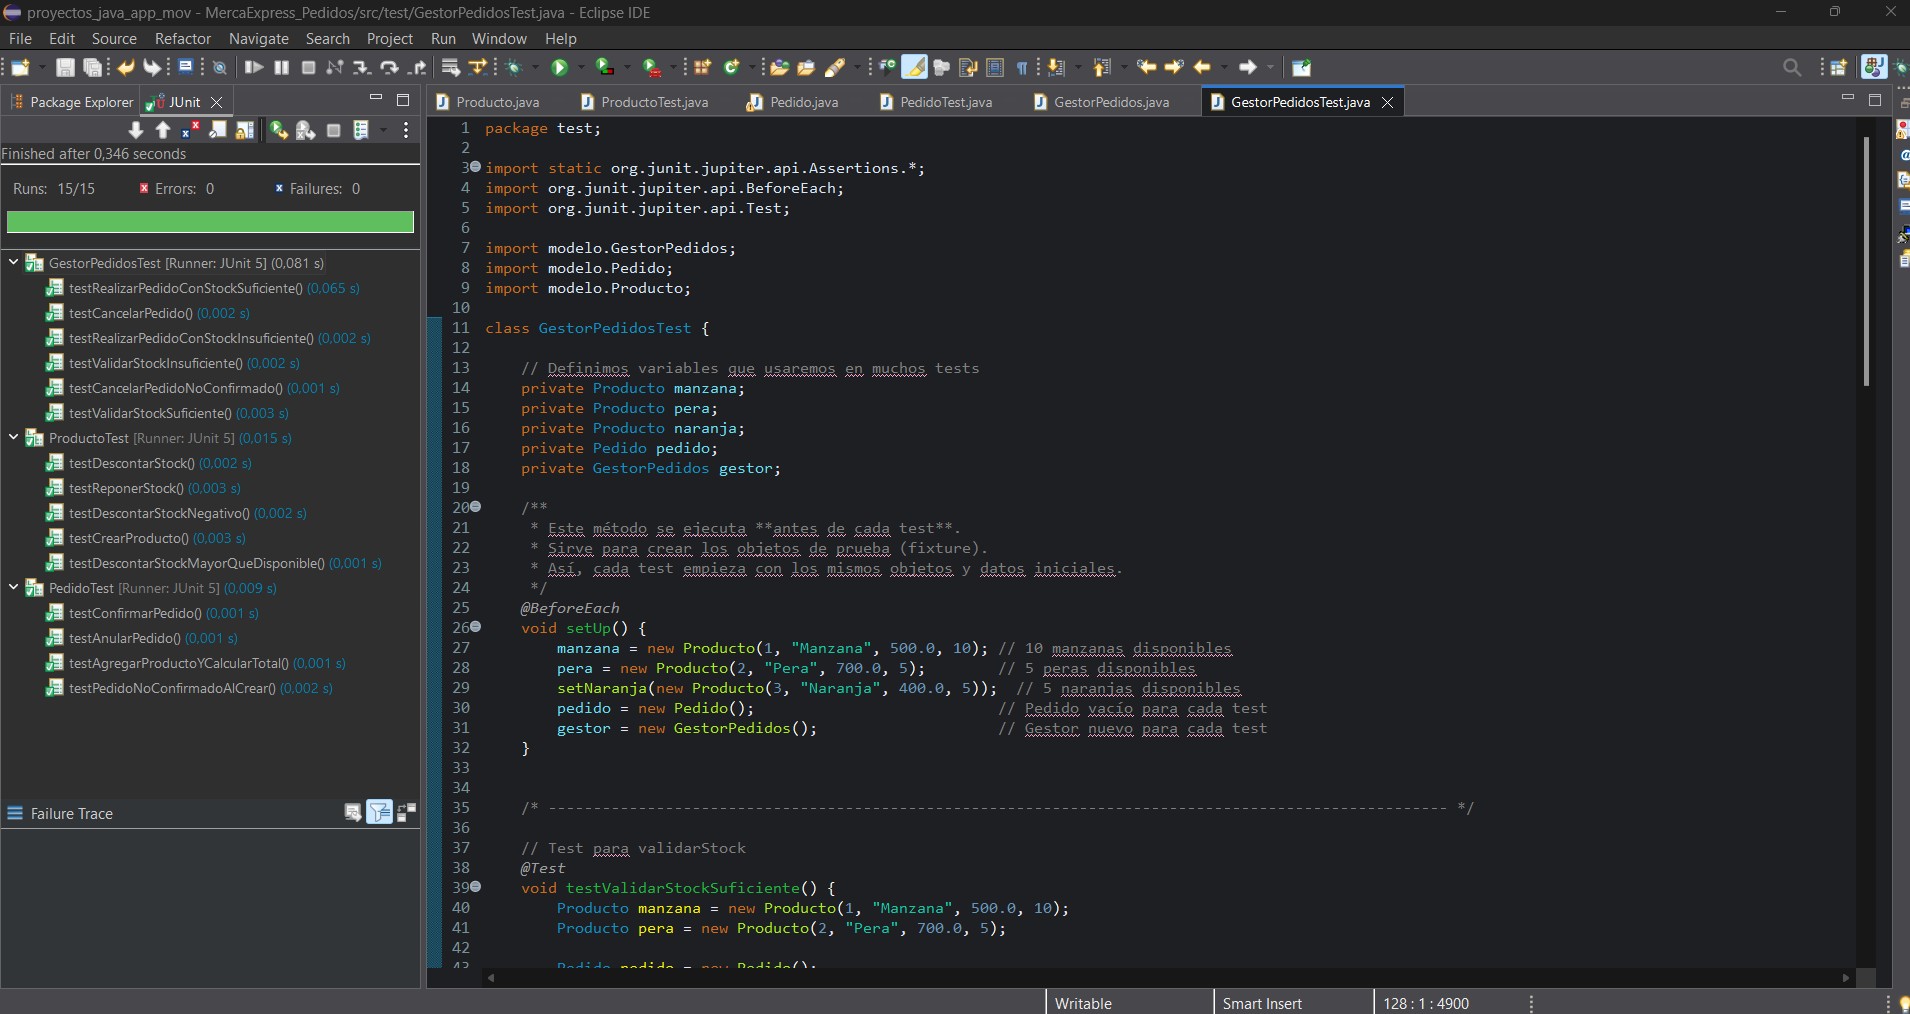 proyectos_java_app_mov - MercaExpress_Pedidos/src/test/GestorPedidosTest.java - Eclipse IDE
File Edit Source Refactor Navigate Search Project Run Window Help
Package Explorer
JUnit
Finished after 0,346 seconds
Runs: 15/15 Errors: 0 Failures: 0
GestorPedidosTest [Runner: JUnit 5] (0,081 s)
testRealizarPedidoConStockSuficiente() (0,065 s)
testCancelarPedido() (0,002 s)
testRealizarPedidoConStockInsuficiente() (0,002 s)
testValidarStockInsuficiente() (0,002 s)
testCancelarPedidoNoConfirmado() (0,001 s)
testValidarStockSuficiente() (0,003 s)
ProductoTest [Runner: JUnit 5] (0,015 s)
testDescontarStock() (0,002 s)
testReponerStock() (0,003 s)
testDescontarStockNegativo() (0,002 s)
testCrearProducto() (0,003 s)
testDescontarStockMayorQueDisponible() (0,001 s)
PedidoTest [Runner: JUnit 5] (0,009 s)
testConfirmarPedido() (0,001 s)
testAnularPedido() (0,001 s)
testAgregarProductoYCalcularTotal() (0,001 s)
testPedidoNoConfirmadoAlCrear() (0,002 s)
Failure Trace
Producto.java ProductoTest.java Pedido.java PedidoTest.java GestorPedidos.java GestorPedidosTest.java
1 package test;
2
3 import static org.junit.jupiter.api.Assertions.*;
4 import org.junit.jupiter.api.BeforeEach;
5 import org.junit.jupiter.api.Test;
6
7 import modelo.GestorPedidos;
8 import modelo.Pedido;
9 import modelo.Producto;
10
11 class GestorPedidosTest {
12
13 // Definimos variables que usaremos en muchos tests
14 private Producto manzana;
15 private Producto pera;
16 private Producto naranja;
17 private Pedido pedido;
18 private GestorPedidos gestor;
19
20 /**
21 * Este método se ejecuta **antes de cada test**.
22 * Sirve para crear los objetos de prueba (fixture).
23 * Así, cada test empieza con los mismos objetos y datos iniciales.
24 */
25 @BeforeEach
26 void setUp() {
27 manzana = new Producto(1, "Manzana", 500.0, 10); // 10 manzanas disponibles
28 pera = new Producto(2, "Pera", 700.0, 5); // 5 peras disponibles
29 setNaranja(new Producto(3, "Naranja", 400.0, 5)); // 5 naranjas disponibles
30 pedido = new Pedido(); // Pedido vacío para cada test
31 gestor = new GestorPedidos(); // Gestor nuevo para cada test
32 }
33
34
35 /* ---------------------------------------------------------------------------------------------------- */
36
37 // Test para validarStock
38 @Test
39 void testValidarStockSuficiente() {
40 Producto manzana = new Producto(1, "Manzana", 500.0, 10);
41 Producto pera = new Producto(2, "Pera", 700.0, 5);
42
43 Pedido pedido = new Pedido();
Writable Smart Insert 128 : 1 : 4900